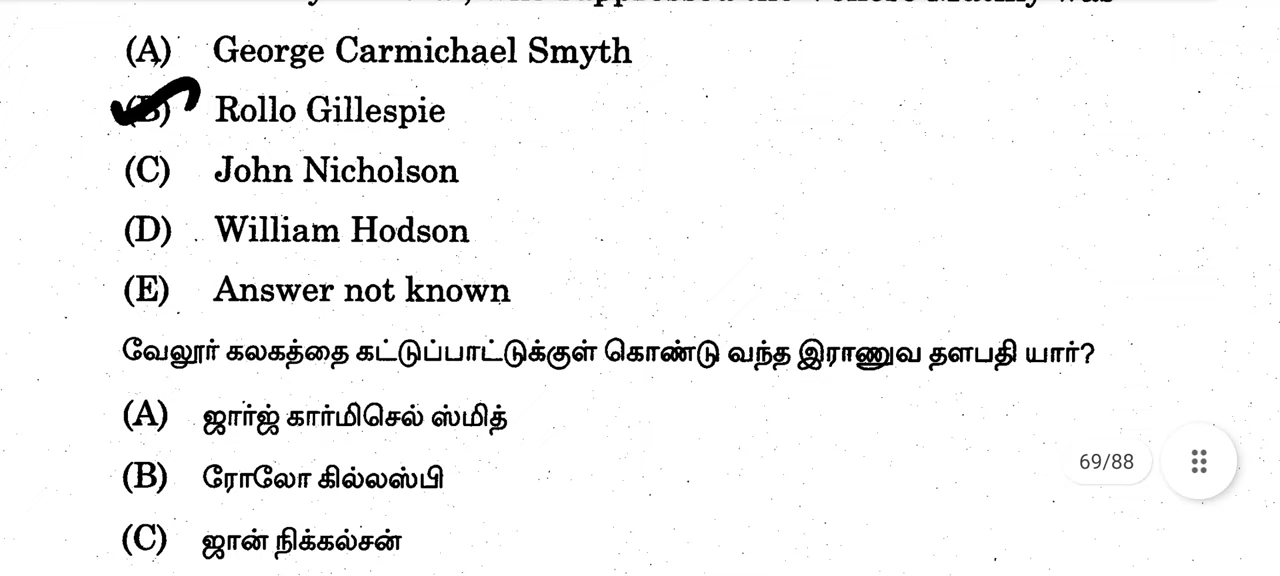 (A) George Carmichael Smyth
(B) Rollo Gillespie
(C) John Nicholson
(D) William Hodson
(E) Answer not known
வேலூர் கலகத்தை கட்டுப்பாட்டுக்குள் கொண்டு வந்த இராணுவ தளபதி யார்?
(A) ஜார்ஜ் கார்மிசெல் ஸ்மித்
(B) ரோலோ கில்லஸ்பி
69/88
(C) ஜான் நிக்கல்சன்